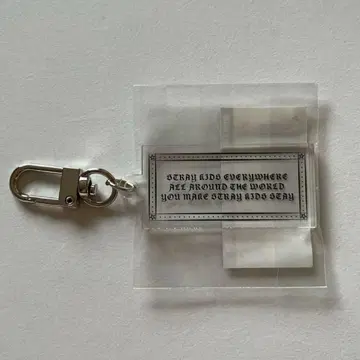 STRAY KIDS EVERYWHERE
ALL AROUND THE WORLD
YOU MAKE STRAY KIDS STAY